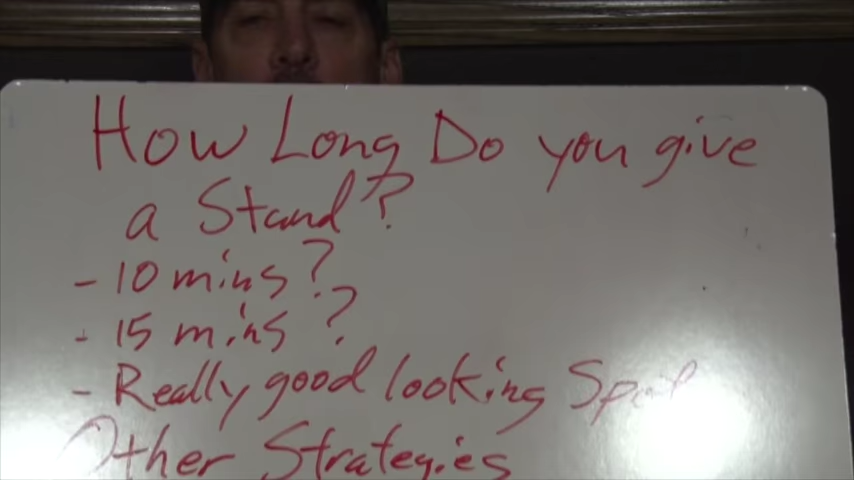 How Long Do you give
a Stand?
- 10 mins?
- 15 mins?
- Really good looking Spot
Other Strategies